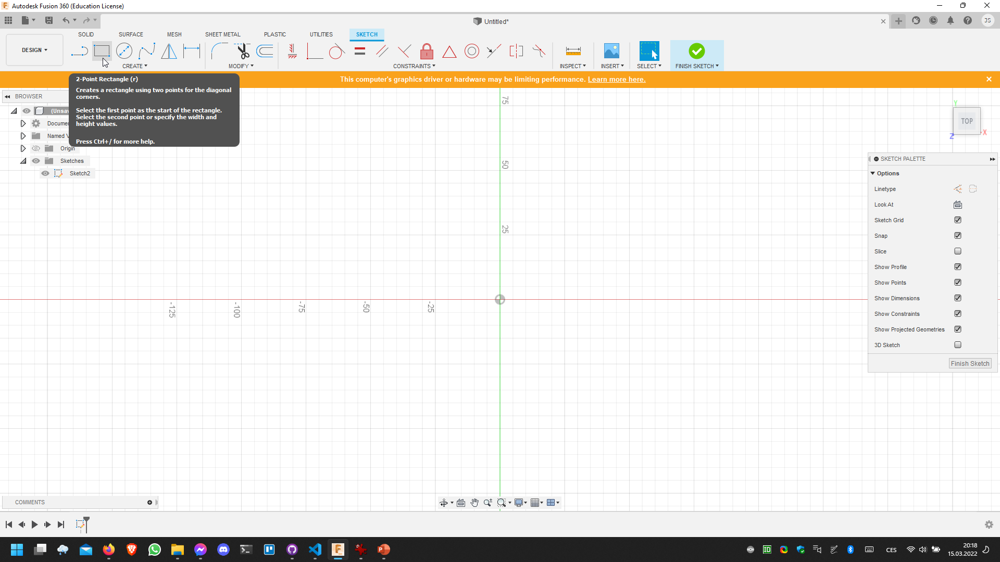 Autodesk Fusion 360 (Education License)
Untitled*
JS
SOLID
SURFACE
MESH
SHEET METAL
PLASTIC
UTILITIES
SKETCH
DESIGN
CREATE
MODIFY
CONSTRAINTS
INSPECT
INSERT
SELECT
FINISH SKETCH
This computer's graphics driver or hardware may be limiting performance. Learn more here.
2-Point Rectangle (r)
Creates a rectangle using two points for the diagonal
corners.
Select the first point as the start of the rectangle.
Select the second point or specify the width and
height values.
Press Ctrl+/ for more help.
BROWSER
(Unsav
Documen
Named V
Origin
Sketches
Sketch2
75
50
25
-125
-100
-75
-50
-25
Y
TOP
X
Z
SKETCH PALETTE
Options
Linetype
Look At
Sketch Grid
Snap
Slice
Show Profile
Show Points
Show Dimensions
Show Constraints
Show Projected Geometries
3D Sketch
Finish Sketch
COMMENTS
CES
20:18
15.03.2022